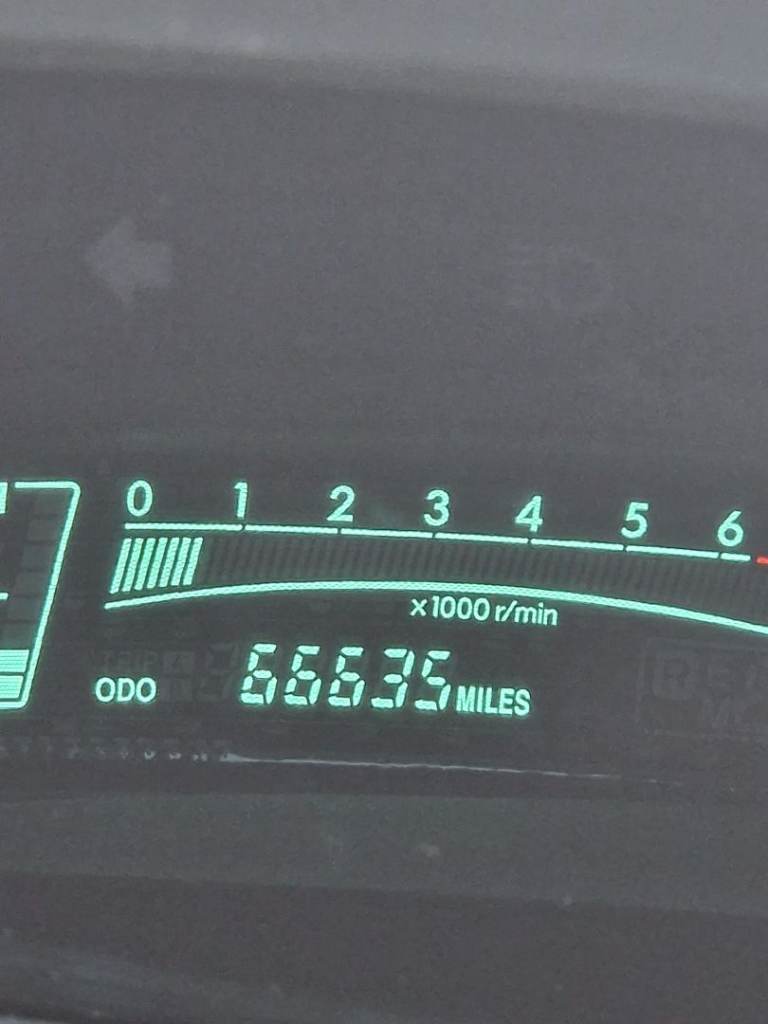 0 1 2 3 4 5 6
x1000 r/min
ODO 66635 MILES